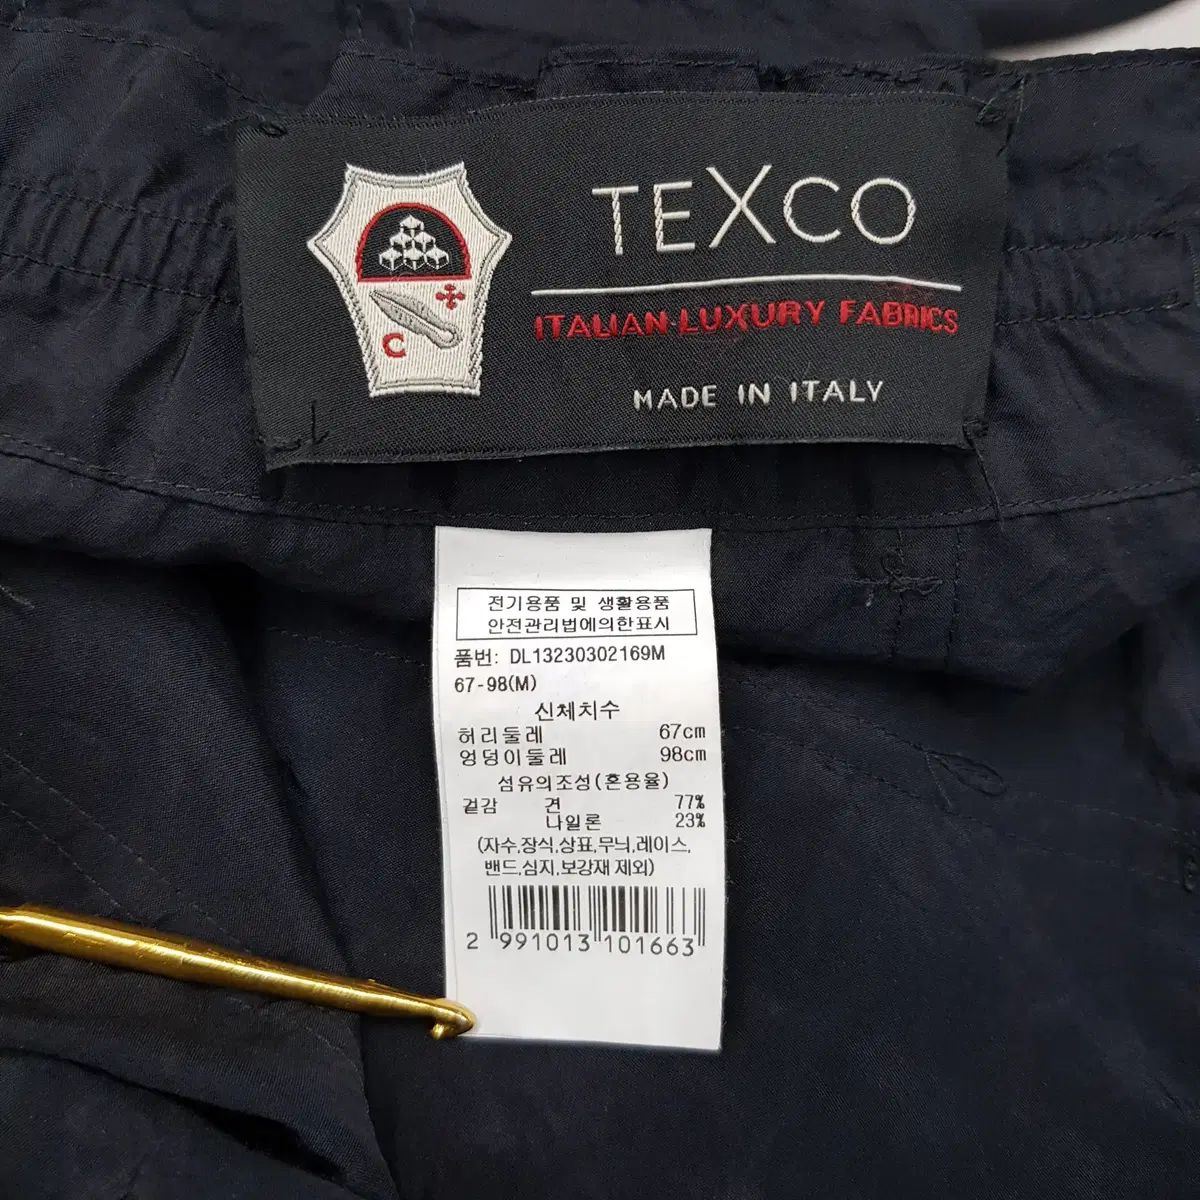 TEXCO
ITALIAN LUXURY FABRICS
MADE IN ITALY
C
전기용품 및 생활용품
안전관리법에의한표시
품번: DL13230302169M
67-98(M)
신체치수
허리둘레 67cm
엉덩이둘레 98cm
섬유의조성(혼용율)
겉감 견 77%
나일론 23%
(자수,장식,상표,무늬,레이스,
밴드,심지,보강재 제외)
2 991013 101663